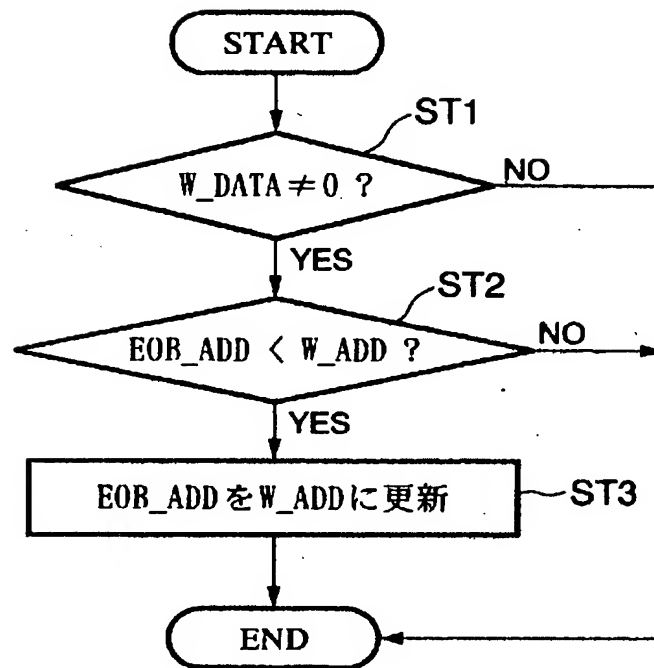 START
ST1
W_DATA≠0 ?
NO
YES
ST2
EOB_ADD < W_ADD ?
NO
YES
EOB_ADDをW_ADDに更新
ST3
END